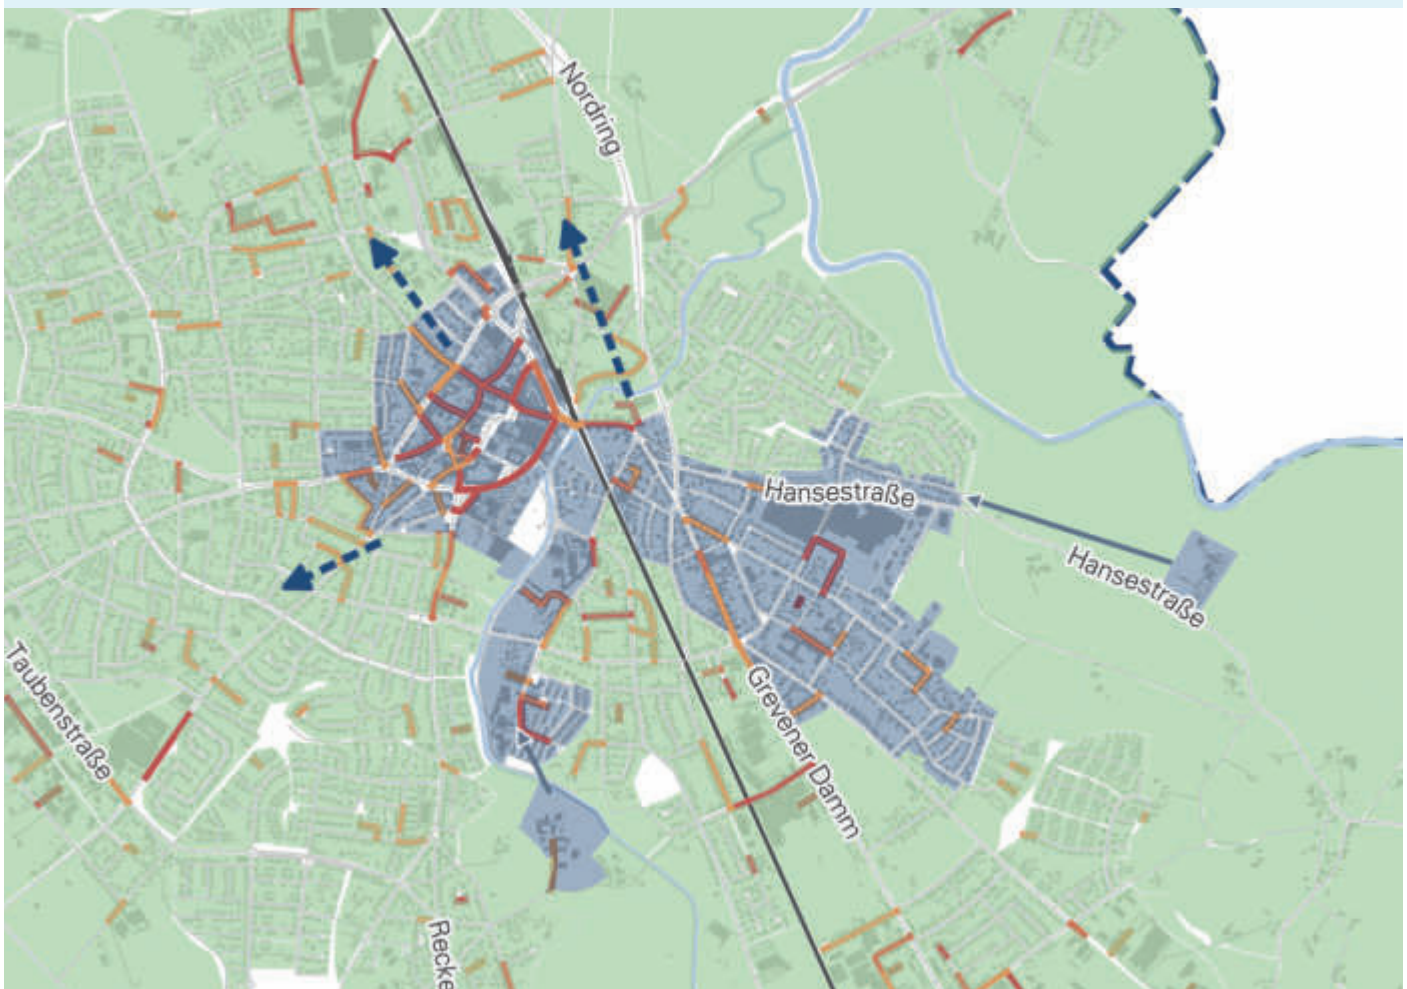 Nordring
Hansestraße
Hansestraße
Taubenstraße
Grevener Damm
Recke